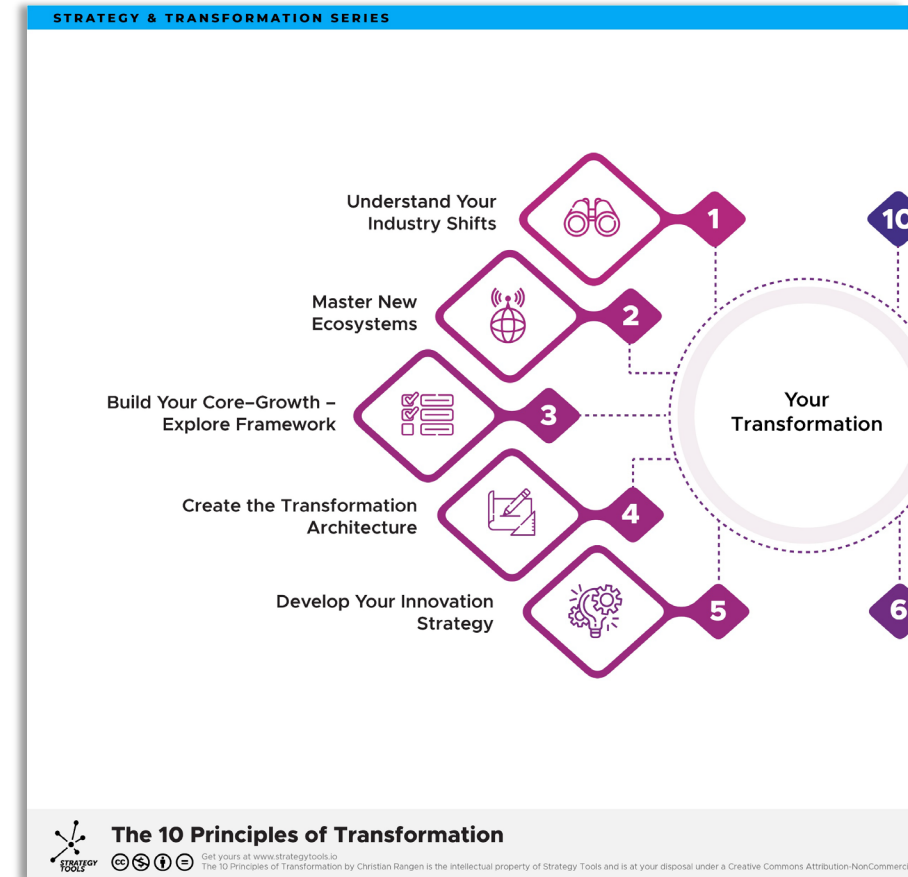 STRATEGY & TRANSFORMATION SERIES
Understand Your
Industry Shifts
1
10
Master New
Ecosystems
2
Build Your Core–Growth –
Explore Framework
3
Your
Transformation
Create the Transformation
Architecture
4
Develop Your Innovation
Strategy
5
6
STRATEGY
TOOLS
The 10 Principles of Transformation
Get yours at www.strategytools.io
The 10 Principles of Transformation by Christian Rangen is the intellectual property of Strategy Tools and is at your disposal under a Creative Commons Attribution-NonCommerci